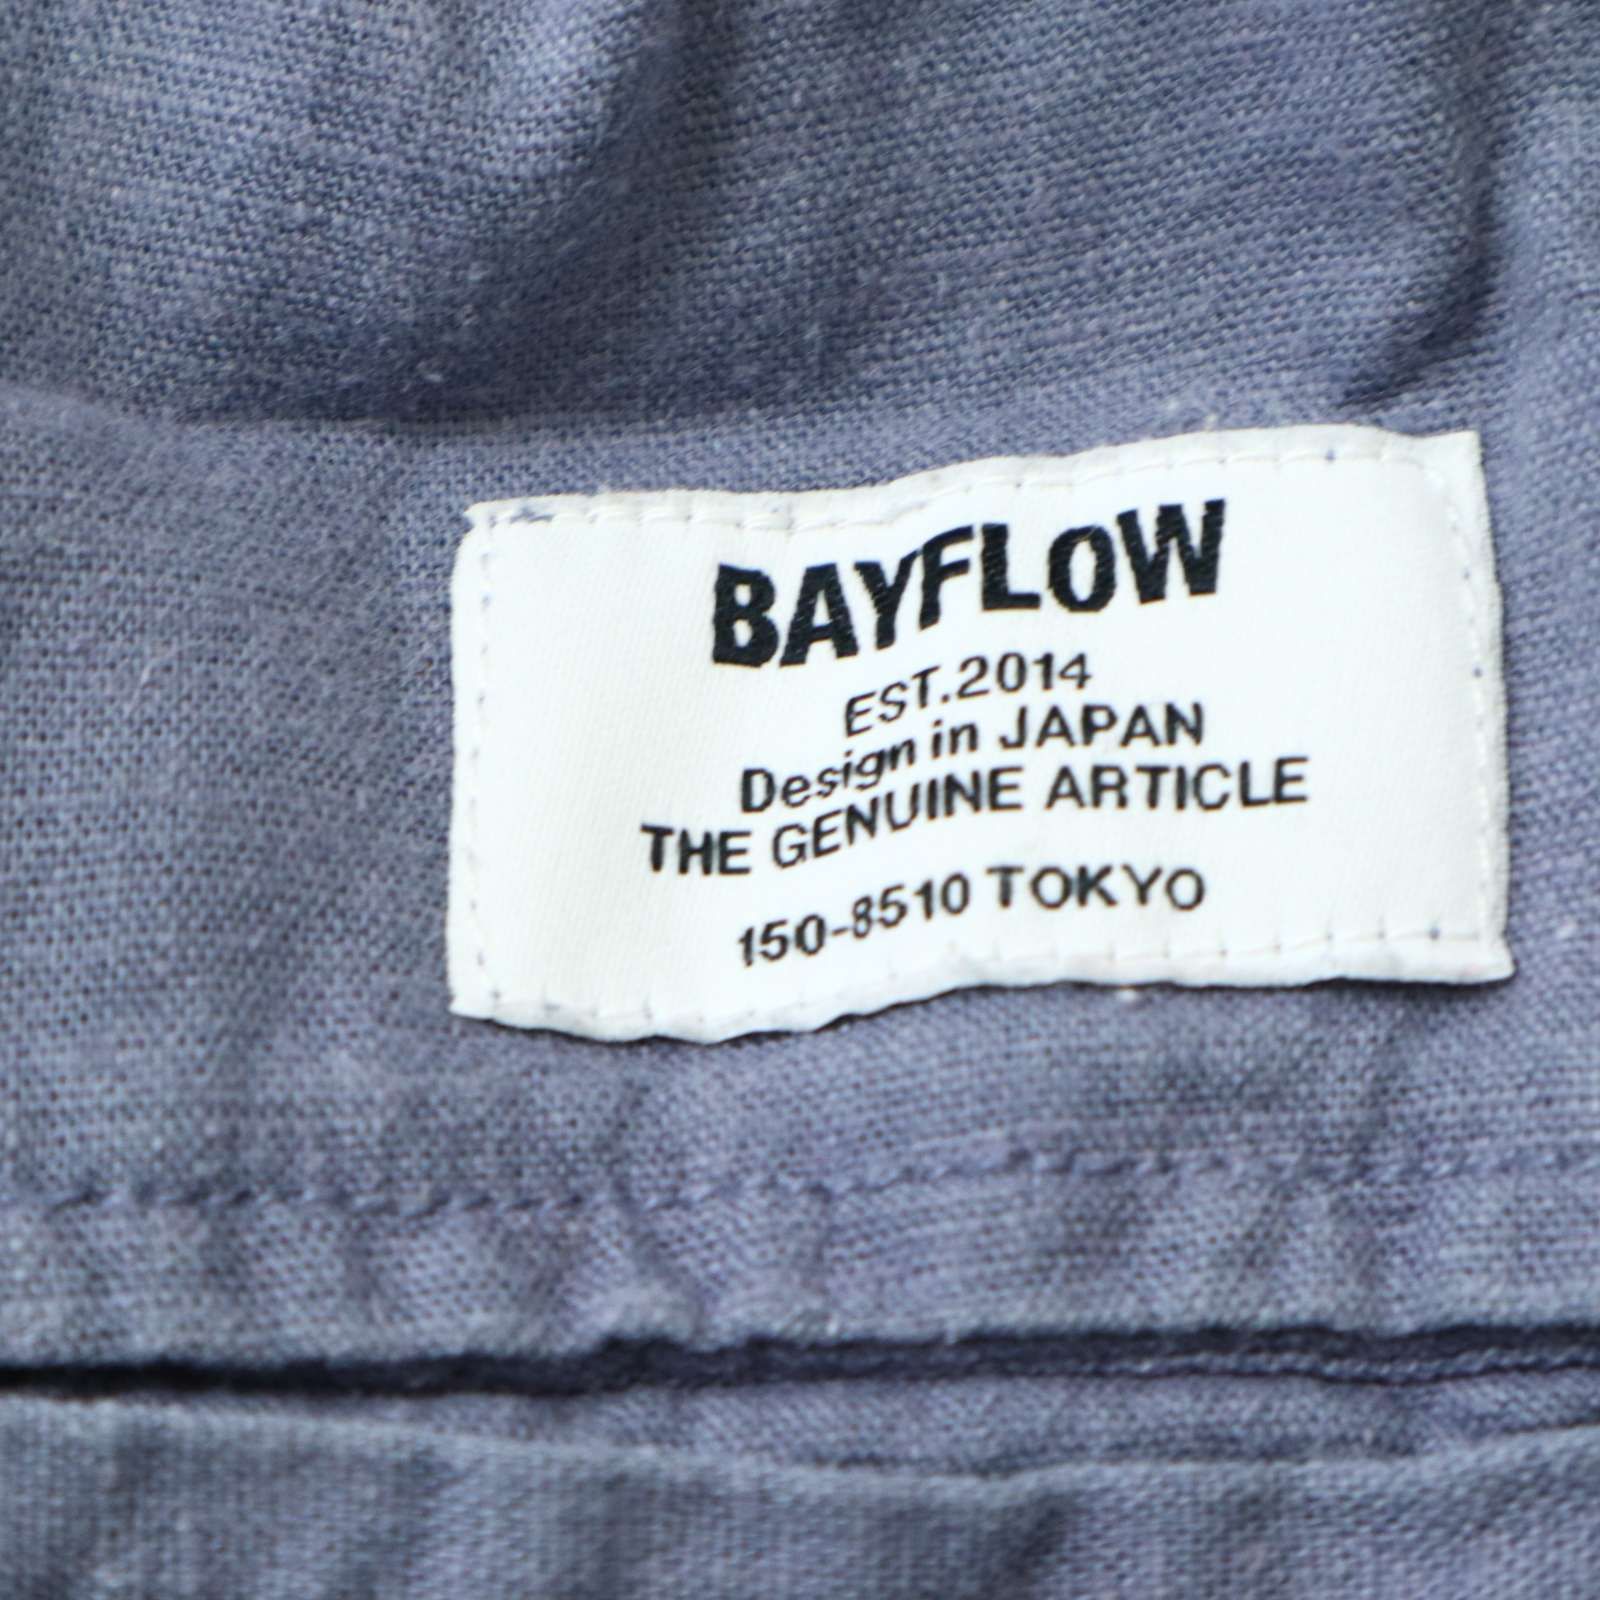 BAYFLOW
EST.2014
Design in JAPAN
THE GENUINE ARTICLE
150-8510 TOKYO